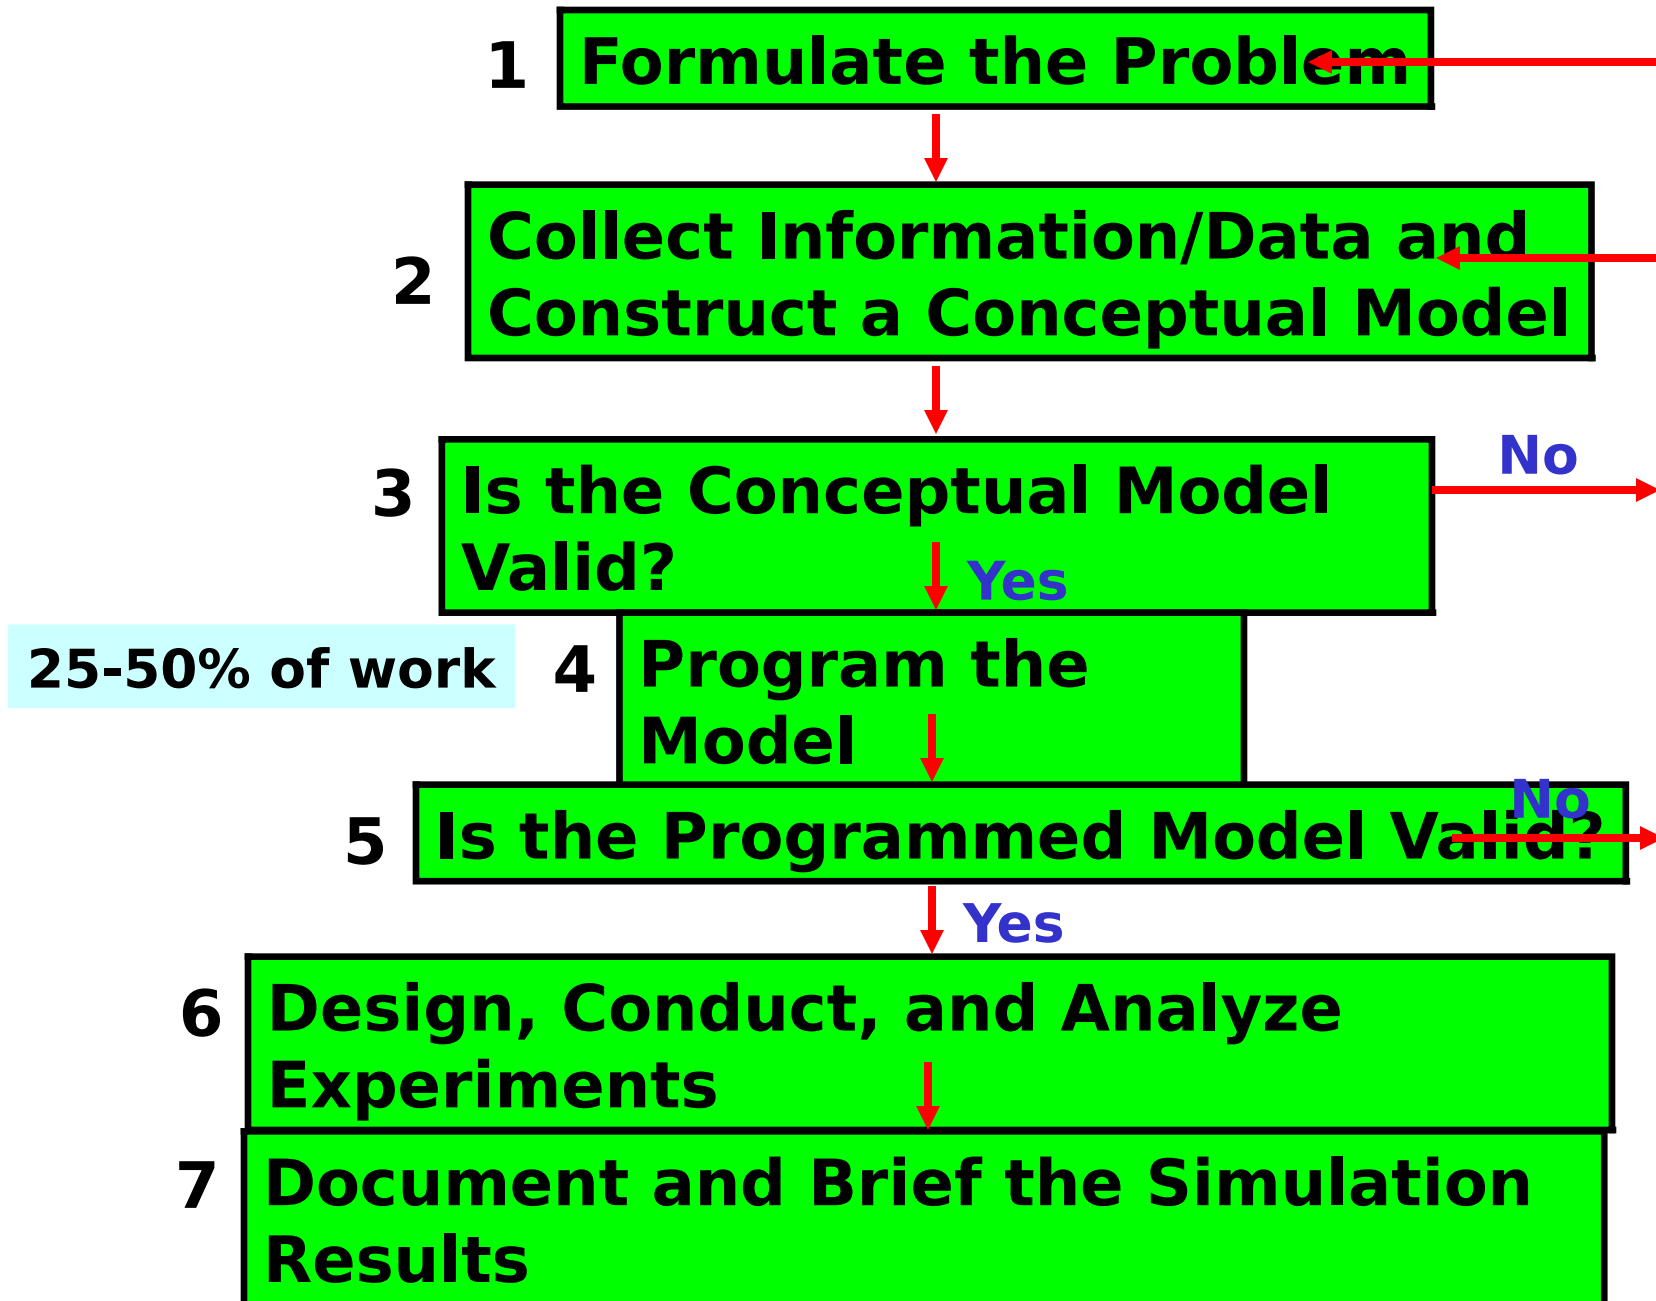 1
Formulate the Problem
2
Collect Information/Data and
Construct a Conceptual Model
No
3
Is the Conceptual Model
Valid?
Yes
25-50% of work
4
Program the
Model
No
5
Is the Programmed Model Valid?
Yes
6
Design, Conduct, and Analyze
Experiments
7
Document and Brief the Simulation
Results